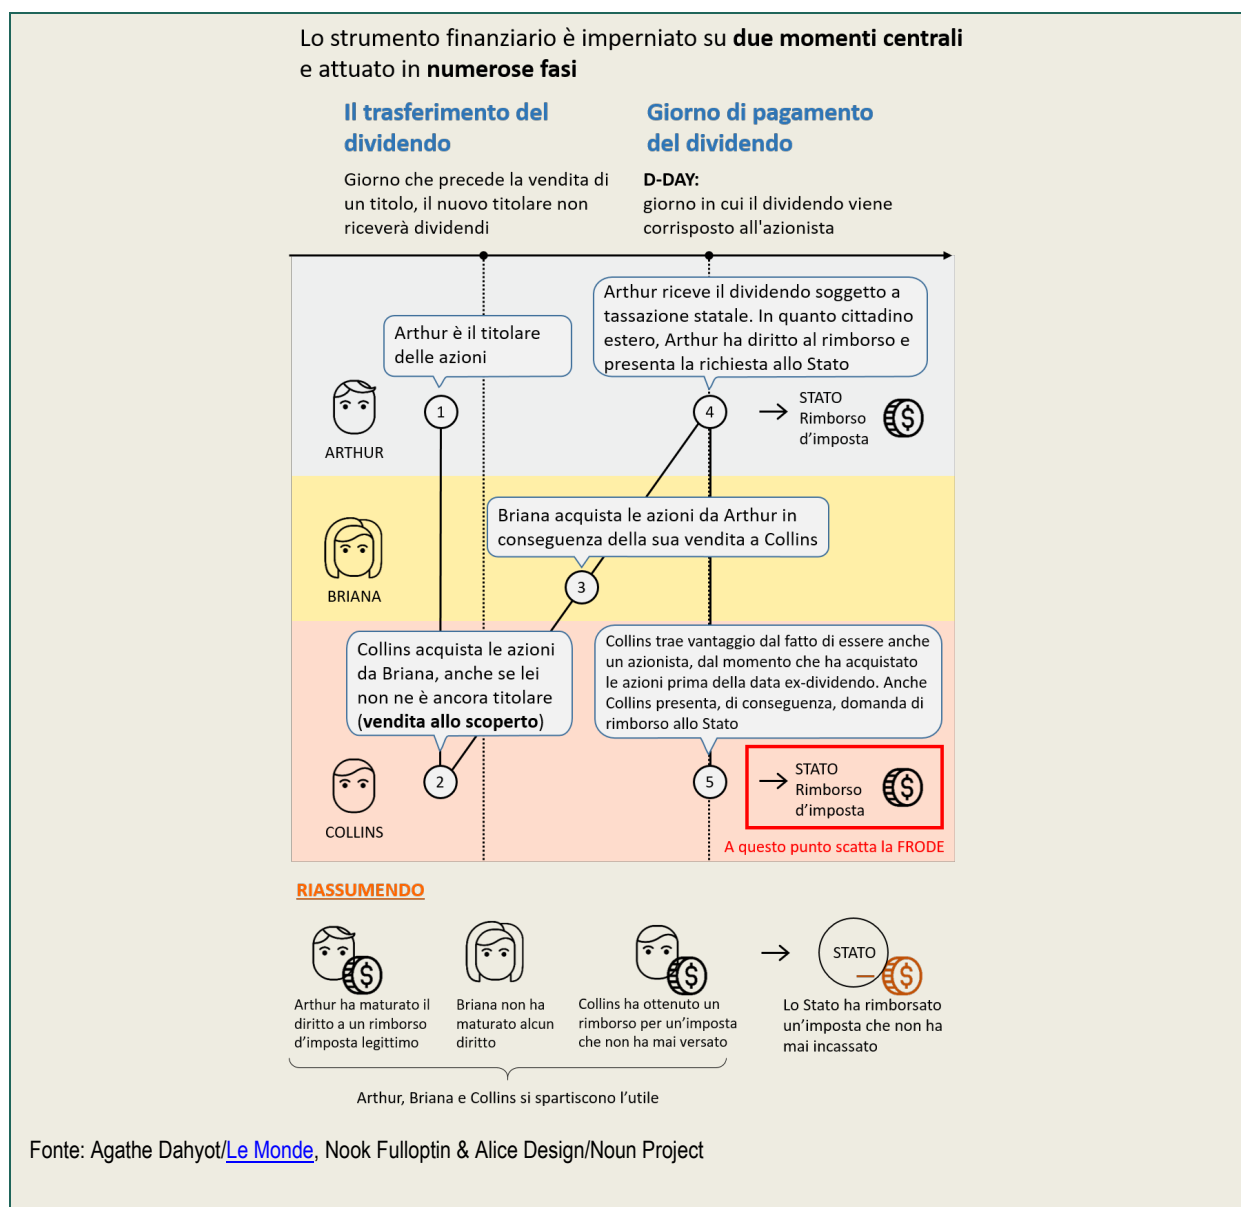 Lo strumento finanziario è imperniato su due momenti centrali
e attuato in numerose fasi
Il trasferimento del
dividendo
Giorno che precede la vendita di
un titolo, il nuovo titolare non
riceverà dividendi
Giorno di pagamento
del dividendo
D-DAY:
giorno in cui il dividendo viene
corrisposto all'azionista
Arthur è il titolare
delle azioni
Arthur riceve il dividendo soggetto a
tassazione statale. In quanto cittadino
estero, Arthur ha diritto al rimborso e
presenta la richiesta allo Stato
ARTHUR
1
4
STATO
Rimborso
d’imposta
Briana acquista le azioni da Arthur in
conseguenza della sua vendita a Collins
BRIANA
3
Collins acquista le azioni
da Briana, anche se lei
non ne è ancora titolare
(vendita allo scoperto)
Collins trae vantaggio dal fatto di essere anche
un azionista, dal momento che ha acquistato
le azioni prima della data ex-dividendo. Anche
Collins presenta, di conseguenza, domanda di
rimborso allo Stato
COLLINS
2
5
STATO
Rimborso
d’imposta
A questo punto scatta la FRODE
RIASSUMENDO
Arthur ha maturato il
diritto a un rimborso
d’imposta legittimo
Briana non ha
maturato alcun
diritto
Collins ha ottenuto un
rimborso per un’imposta
che non ha mai versato
STATO
Lo Stato ha rimborsato
un’imposta che non ha
mai incassato
Arthur, Briana e Collins si spartiscono l’utile
Fonte: Agathe Dahyot/Le Monde, Nook Fulloptin & Alice Design/Noun Project